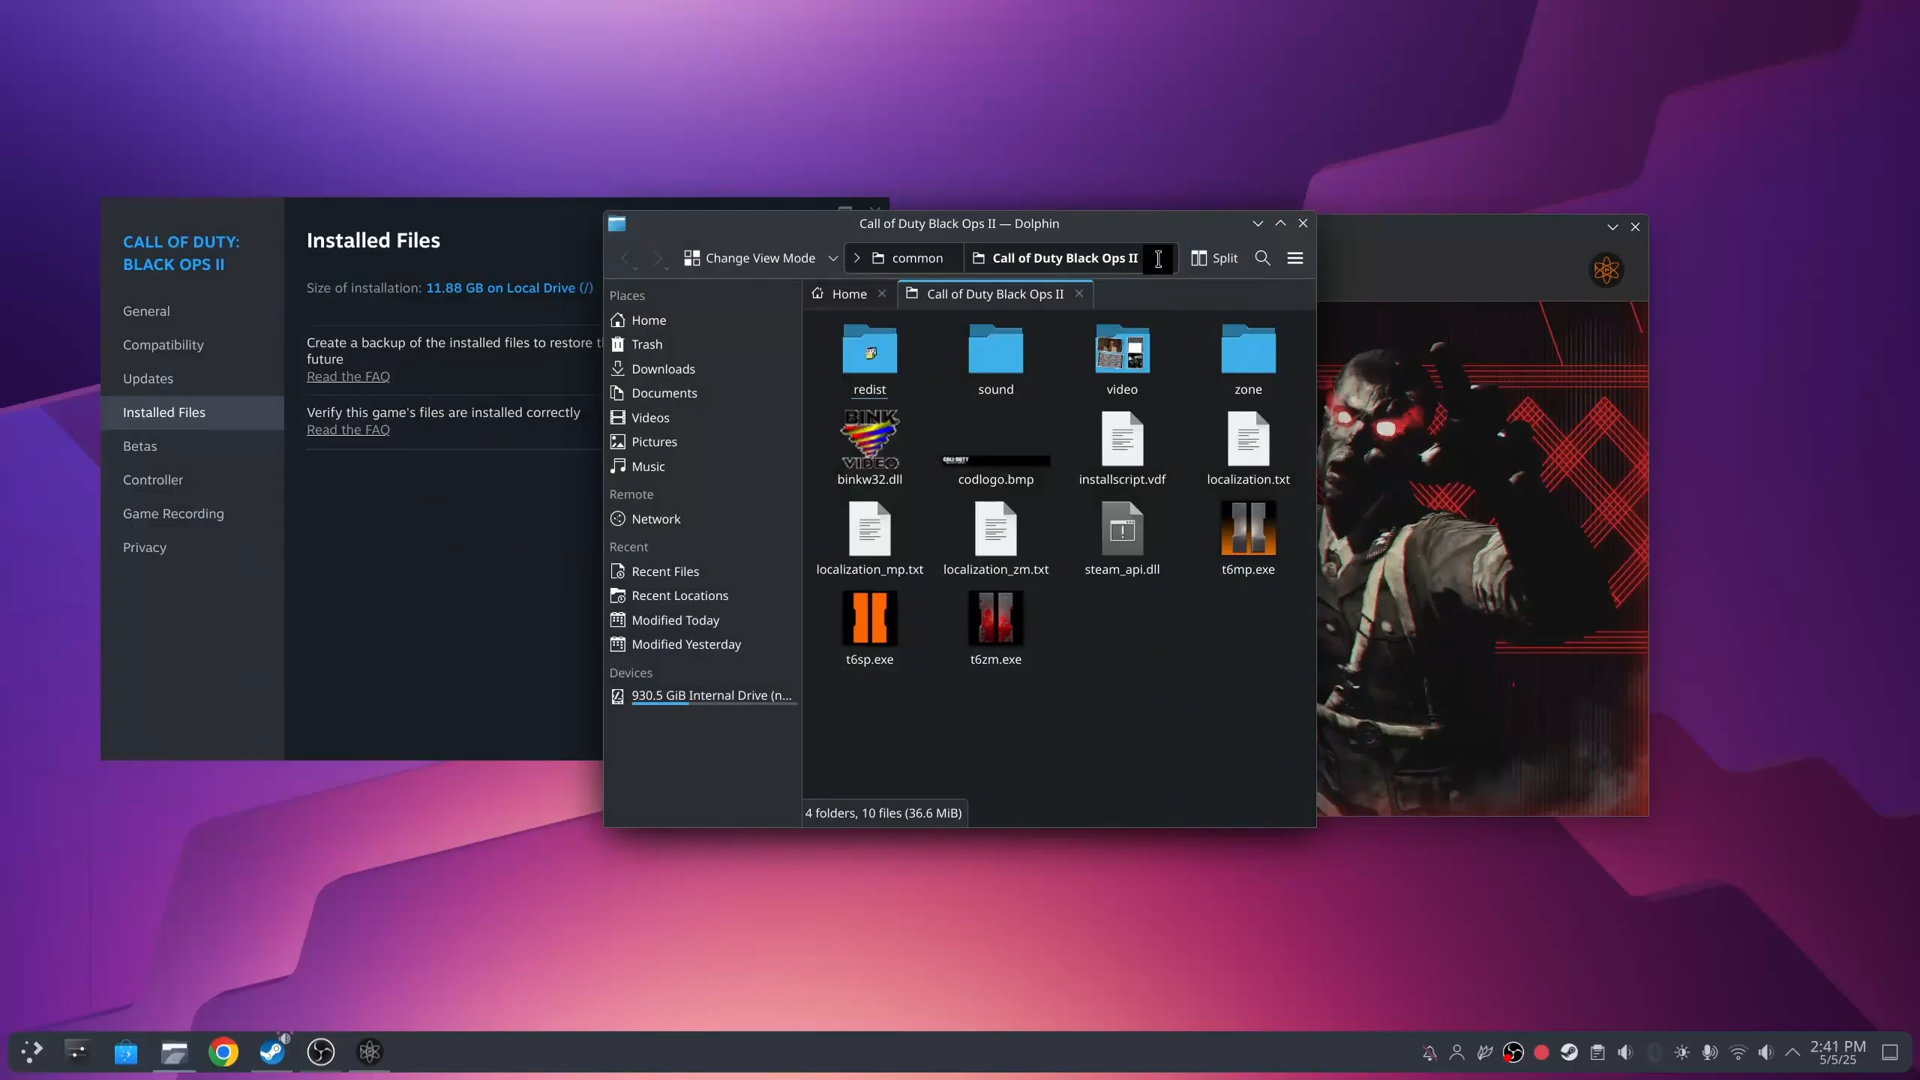 CALL OF DUTY:
BLACK OPS II
General
Compatibility
Updates
Installed Files
Betas
Controller
Game Recording
Privacy
Installed Files
Size of installation: 11.88 GB on Local Drive (/)
Create a backup of the installed files to restore t
future
Read the FAQ
Verify this game's files are installed correctly
Read the FAQ
Call of Duty Black Ops II — Dolphin
Change View Mode
common
Call of Duty Black Ops II
Split
Home
Call of Duty Black Ops II
Places
Home
Trash
Downloads
Documents
Videos
Pictures
Music
Remote
Network
Recent
Recent Files
Recent Locations
Modified Today
Modified Yesterday
Devices
930.5 GiB Internal Drive (n...
redist
sound
video
zone
BINK
VIDEO
binkw32.dll
codlogo.bmp
installscript.vdf
localization.txt
localization_mp.txt
localization_zm.txt
steam_api.dll
t6mp.exe
t6sp.exe
t6zm.exe
4 folders, 10 files (36.6 MiB)
2:41 PM
5/5/25